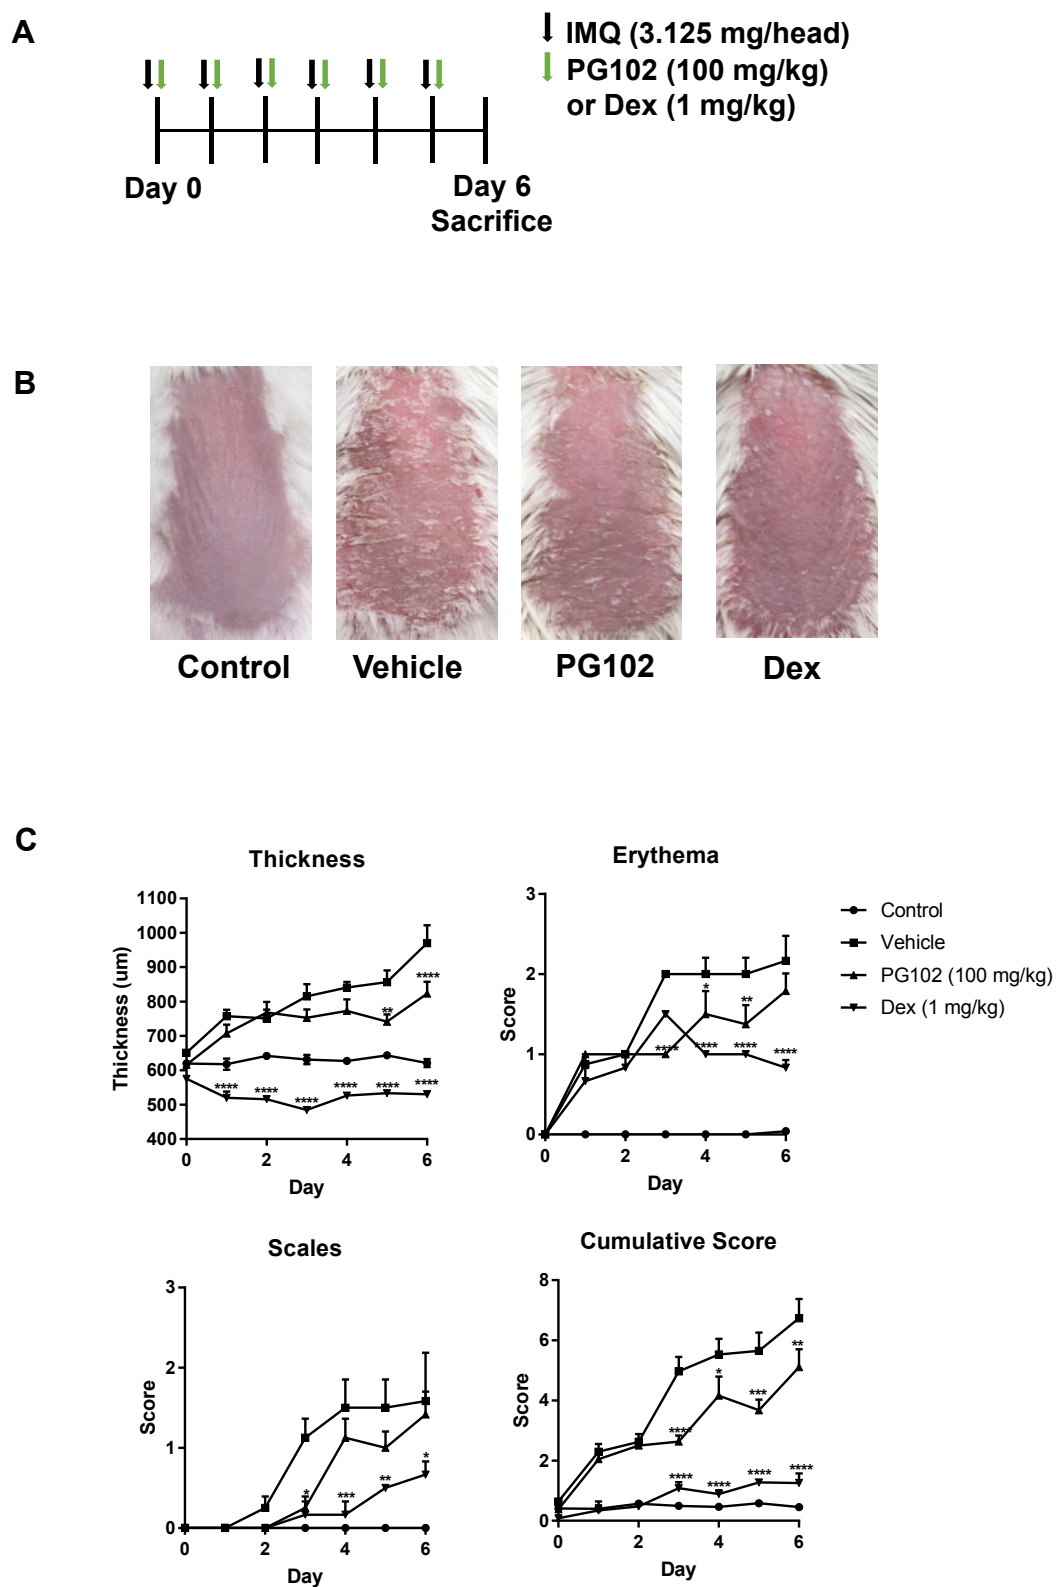 A
IMQ (3.125 mg/head)
PG102 (100 mg/kg)
or Dex (1 mg/kg)
Day 0
Day 6
Sacrifice
B
Control
Vehicle
PG102
Dex
C
Thickness
Thickness (um)
1100
1000
900
800
700
600
500
400
****
**
****
****
****
****
****
****
0
2
4
6
Day
Erythema
Score
3
2
1
0
*
**
****
****
****
****
0
2
4
6
Day
Control
Vehicle
PG102 (100 mg/kg)
Dex (1 mg/kg)
Scales
Score
3
2
1
0
*
***
**
*
0
2
4
6
Day
Cumulative Score
Score
8
6
4
2
0
**
*
***
****
****
****
****
****
0
2
4
6
Day